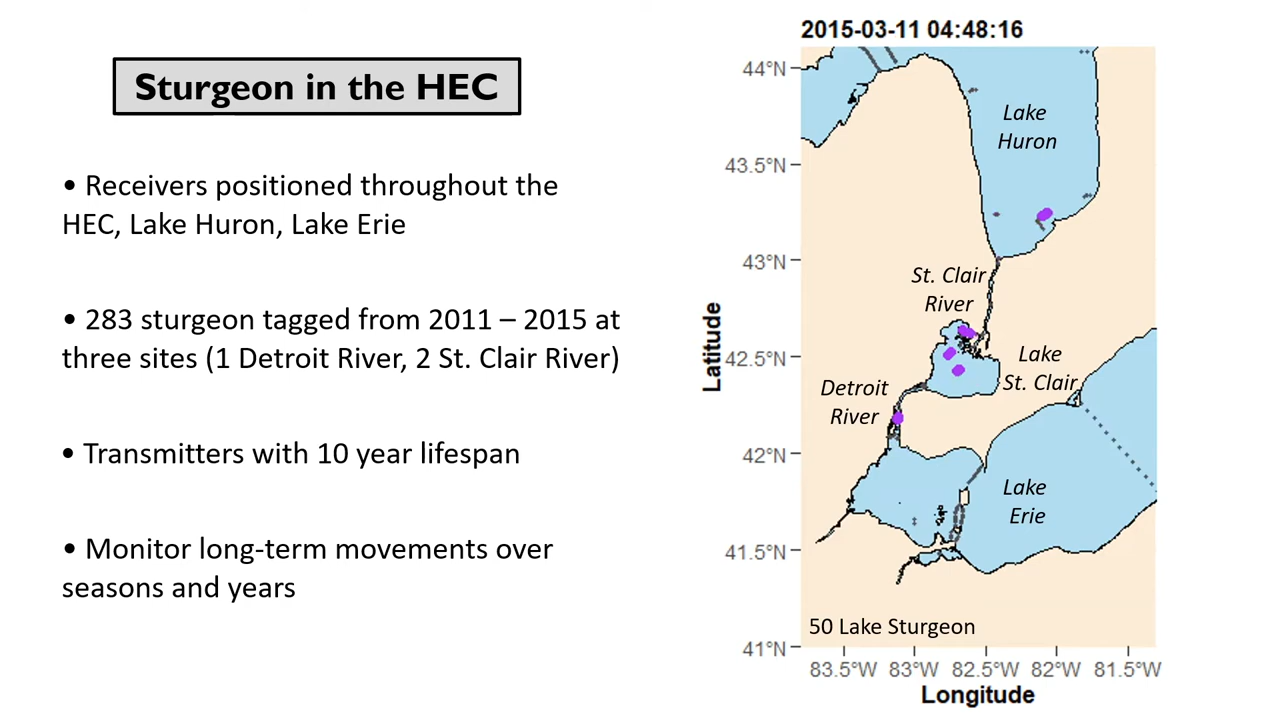 Sturgeon in the HEC
• Receivers positioned throughout the
HEC, Lake Huron, Lake Erie
• 283 sturgeon tagged from 2011 – 2015 at
three sites (1 Detroit River, 2 St. Clair River)
• Transmitters with 10 year lifespan
• Monitor long-term movements over
seasons and years
2015-03-11 04:48:16
44°N
43.5°N
43°N
42.5°N
42°N
41.5°N
41°N
Latitude
Lake
Huron
St. Clair
River
Lake
St. Clair
Detroit
River
Lake
Erie
50 Lake Sturgeon
83.5°W 83°W 82.5°W 82°W 81.5°W
Longitude